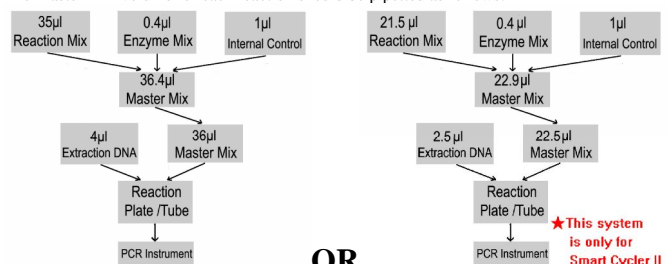 35µl
Reaction Mix
0.4µl
Enzyme Mix
1µl
Internal Control
36.4µl
Master Mix
4µl
Extraction DNA
36µl
Master Mix
Reaction
Plate /Tube
PCR Instrument
OR
21.5 µl
Reaction Mix
0.4 µl
Enzyme Mix
1µl
Internal Control
22.9µl
Master Mix
2.5 µl
Extraction DNA
22.5µl
Master Mix
Reaction
Plate /Tube
PCR Instrument
★This system
is only for
Smart Cycler II